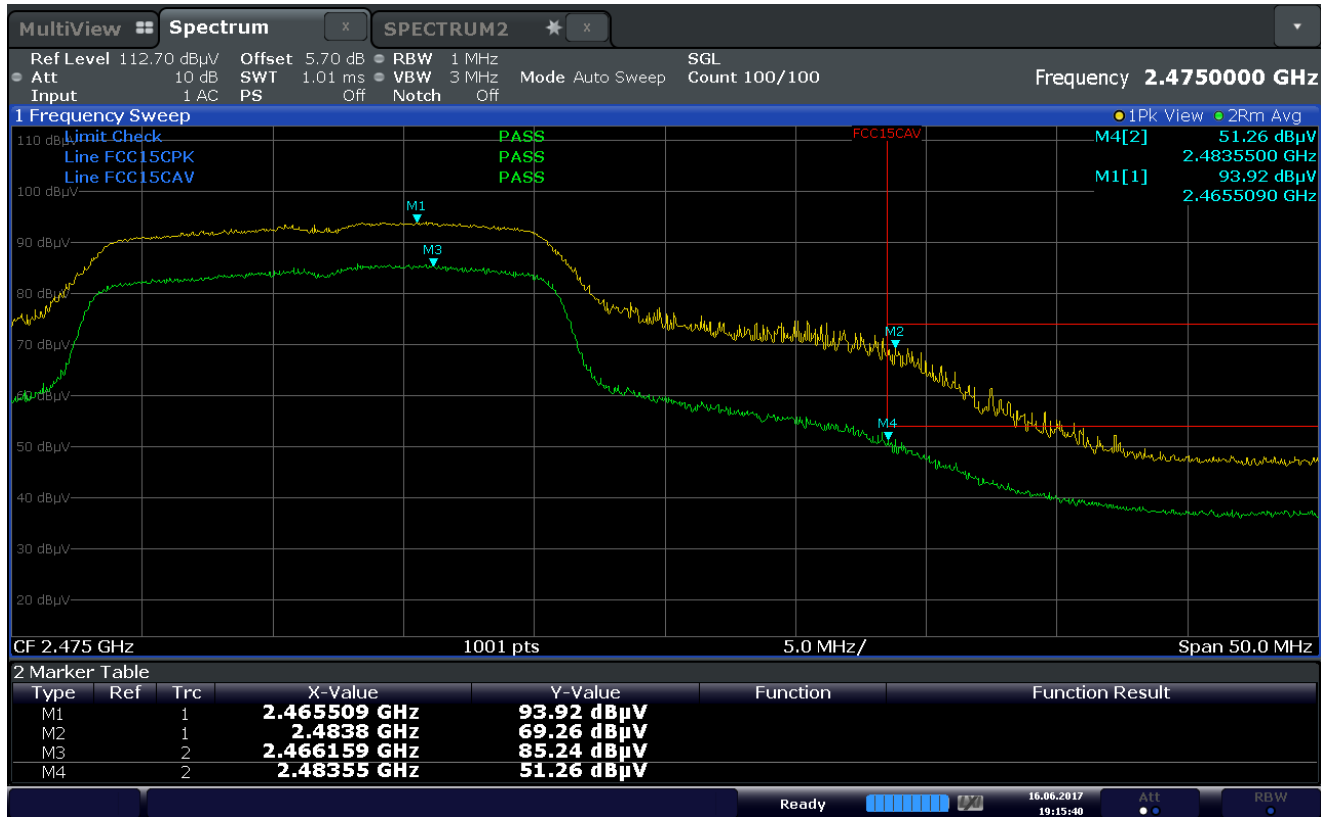 MultiView Spectrum x SPECTRUM2 x
Ref Level 112.70 dBµV Offset 5.70 dB RBW 1 MHz SGL
Att 10 dB SWT 1.01 ms VBW 3 MHz Mode Auto Sweep Count 100/100 Frequency 2.4750000 GHz
Input 1 AC PS Off Notch Off
1 Frequency Sweep 1Pk View 2Rm Avg
110 dBµV Limit Check PASS FCC15CAV M4[2] 51.26 dBµV
Line FCC15CPK PASS 2.4835500 GHz
Line FCC15CAV PASS M1[1] 93.92 dBµV
100 dBµV 2.4655090 GHz
M1
90 dBµV
M3
80 dBµV
M2
70 dBµV
60 dBµV
M4
50 dBµV
40 dBµV
30 dBµV
20 dBµV
CF 2.475 GHz 1001 pts 5.0 MHz/ Span 50.0 MHz
2 Marker Table
Type Ref Trc X-Value Y-Value Function Function Result
M1 1 2.465509 GHz 93.92 dBµV
M2 1 2.4838 GHz 69.26 dBµV
M3 2 2.466159 GHz 85.24 dBµV
M4 2 2.48355 GHz 51.26 dBµV
Ready 16.06.2017 Att RBW
19:15:40